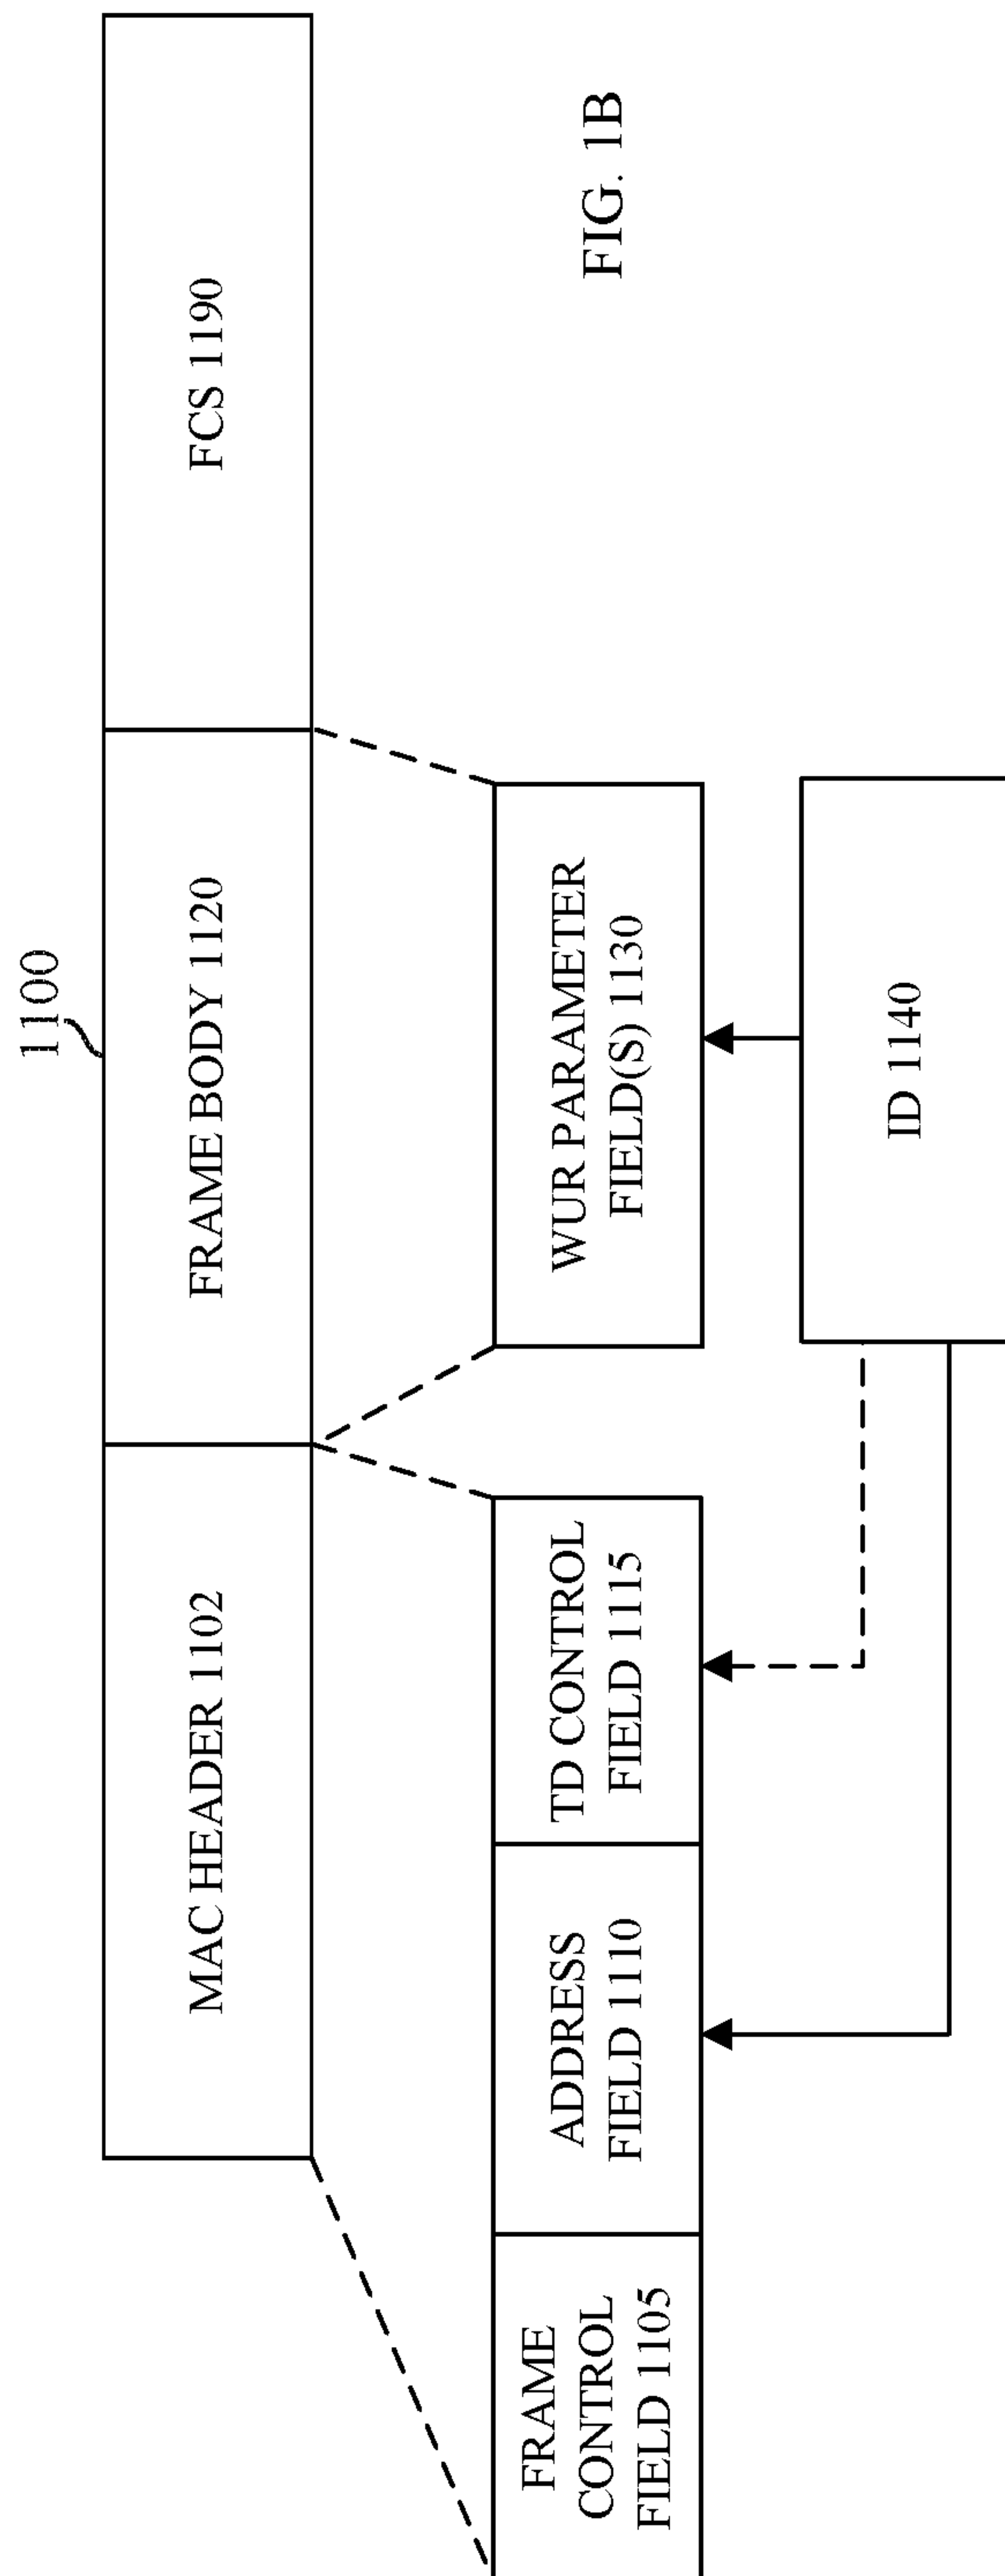 1100
MAC HEADER 1102
FRAME BODY 1120
FCS 1190
FRAME
CONTROL
FIELD 1105
ADDRESS
FIELD 1110
TD CONTROL
FIELD 1115
WUR PARAMETER
FIELD(S) 1130
ID 1140
FIG. 1B